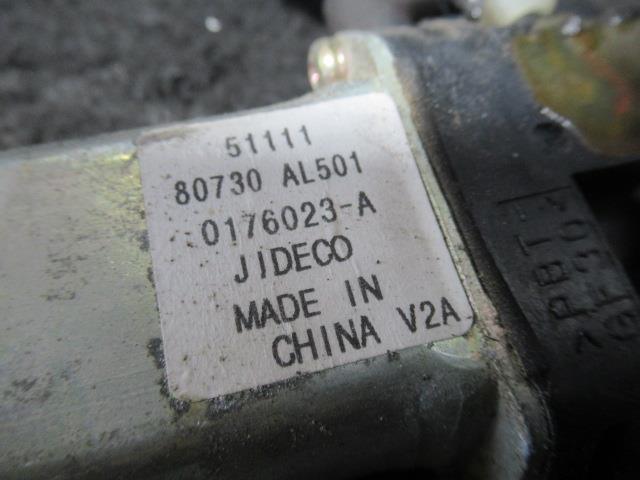 51111
80730 AL501
0176023-A
JIDECO
MADE IN
CHINA V2A